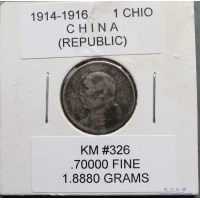 1914-1916 1 CHIO
CHINA
(REPUBLIC)
KM #326
.70000 FINE
1.8880 GRAMS